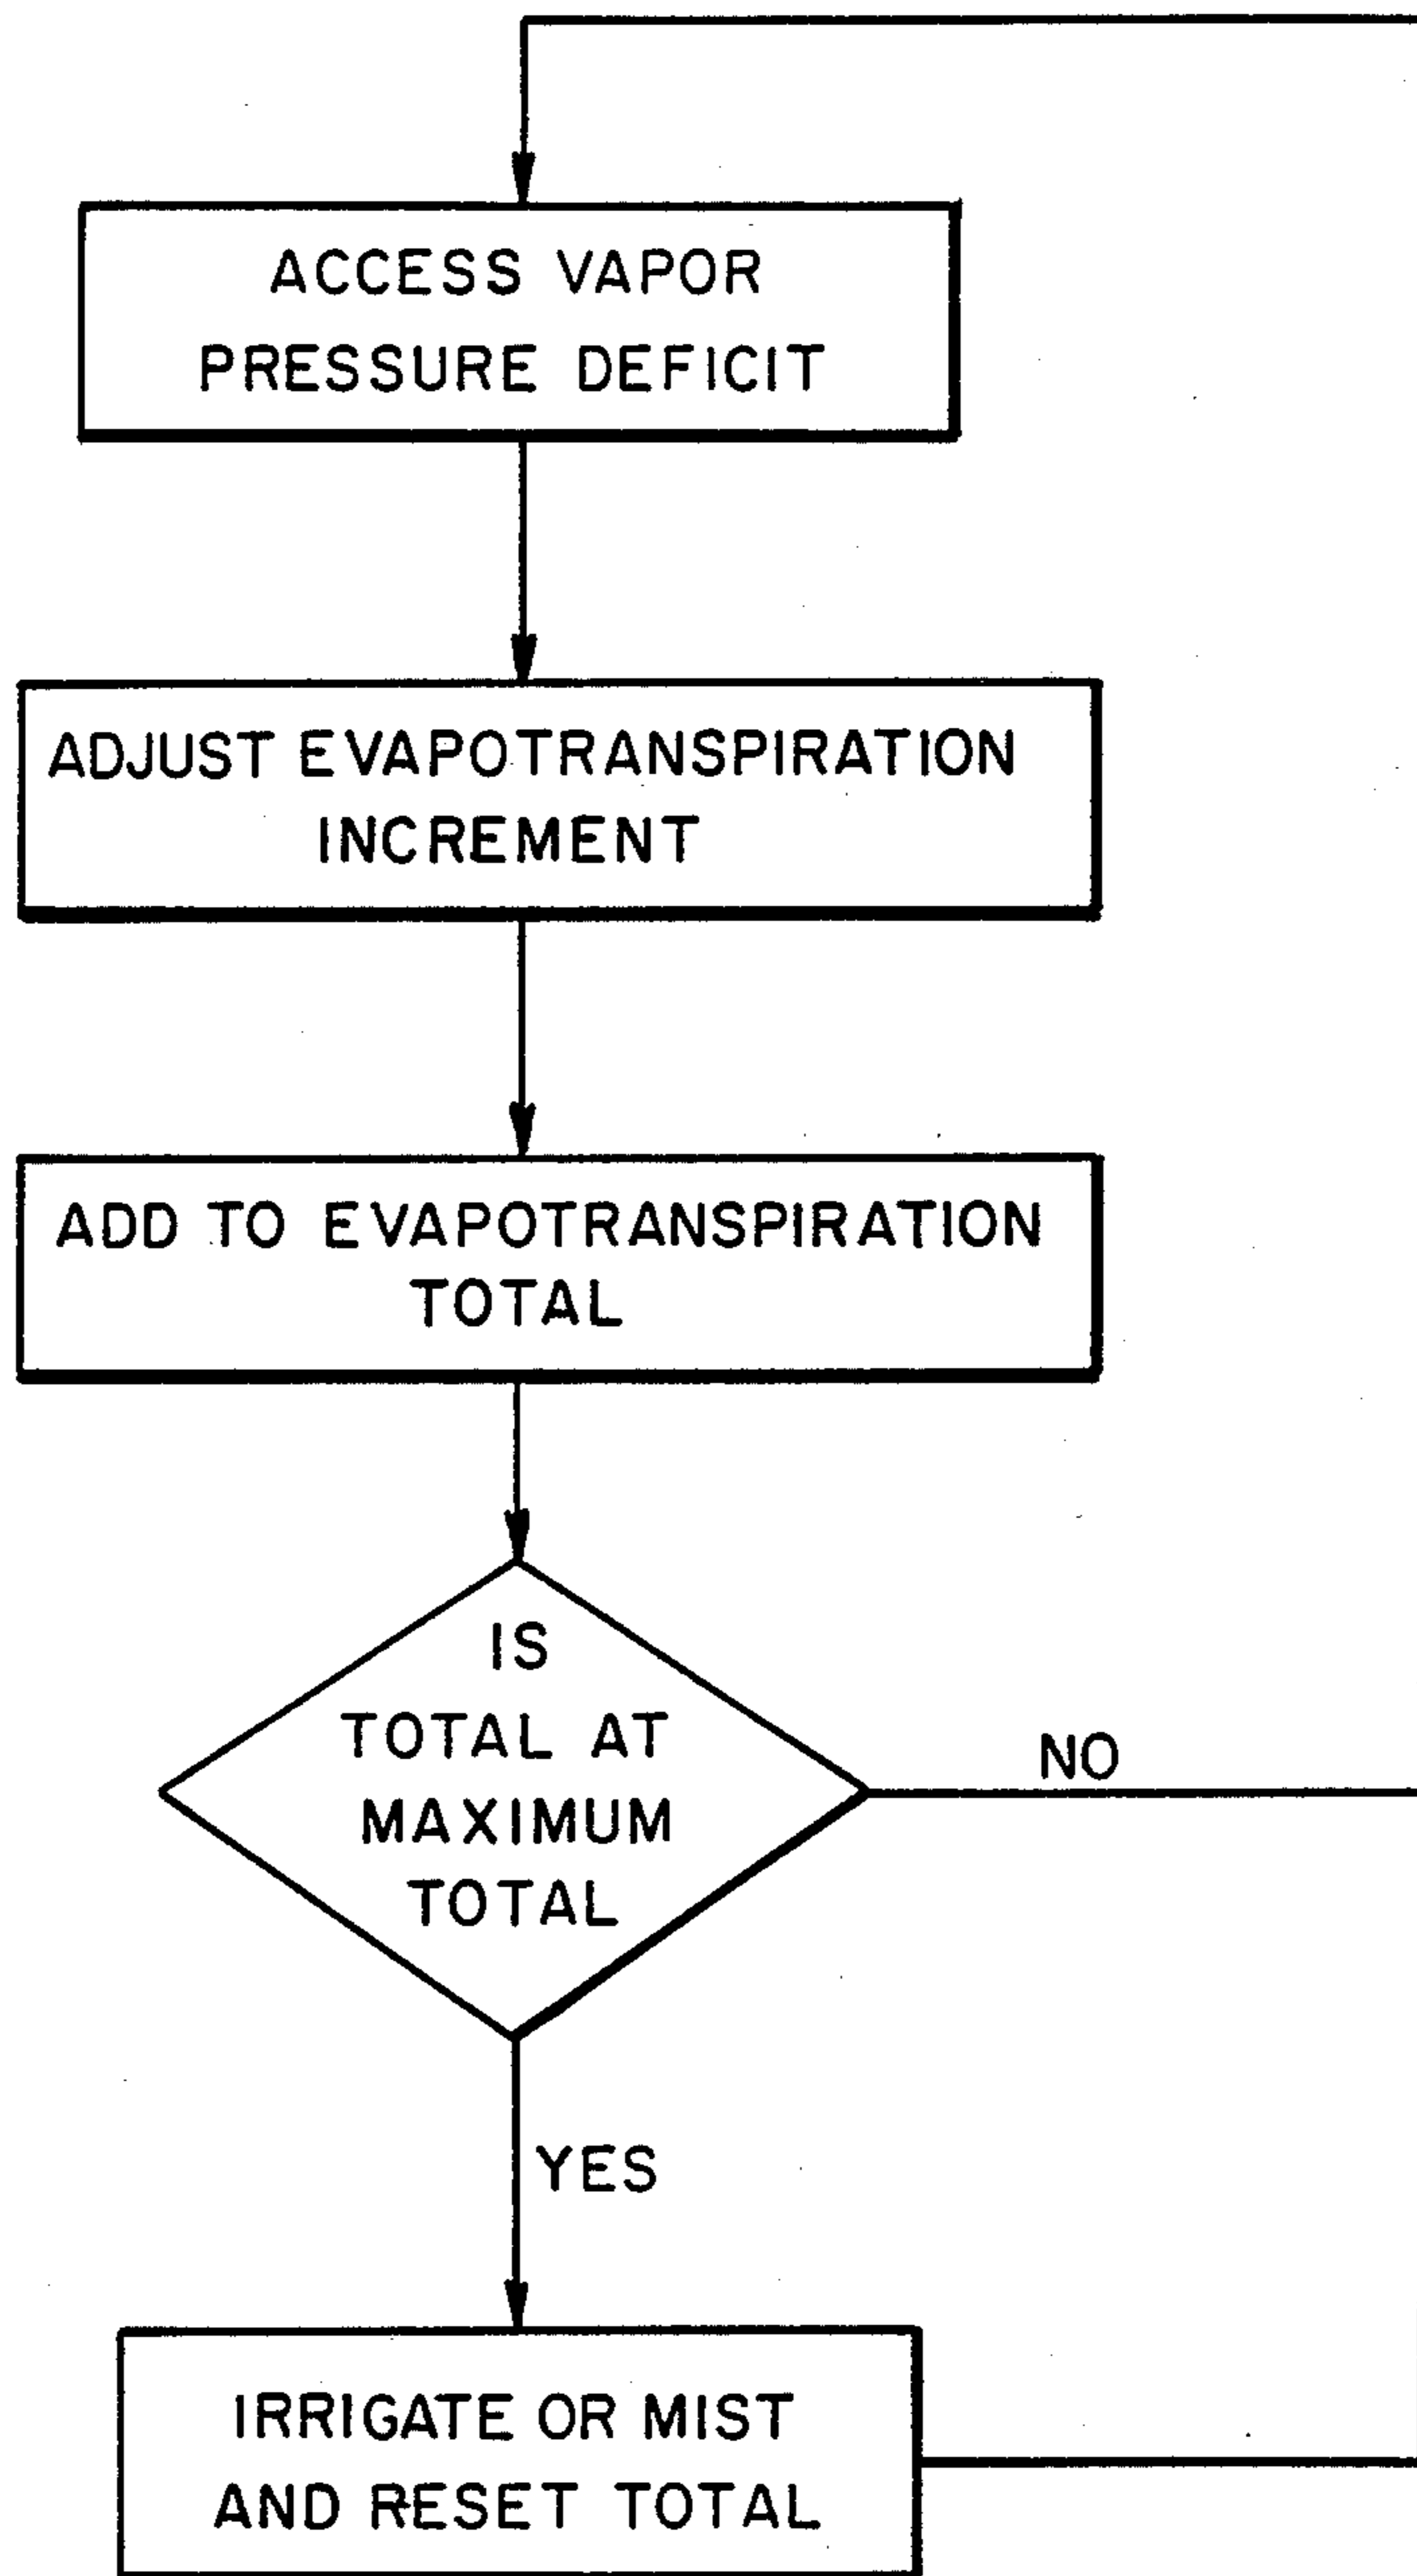 ACCESS VAPOR
PRESSURE DEFICIT
ADJUST EVAPOTRANSPIRATION
INCREMENT
ADD TO EVAPOTRANSPIRATION
TOTAL
IS
TOTAL AT
MAXIMUM
TOTAL
NO
YES
IRRIGATE OR MIST
AND RESET TOTAL